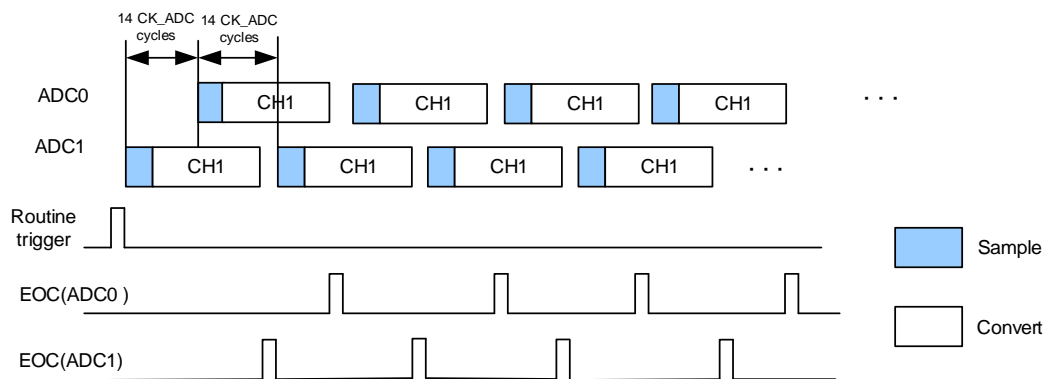 14 CK_ADC
cycles
14 CK_ADC
cycles
ADC0
CH1
CH1
CH1
CH1
. . .
ADC1
CH1
CH1
CH1
CH1
. . .
Routine
trigger
Sample
EOC(ADC0 )
Convert
EOC(ADC1)